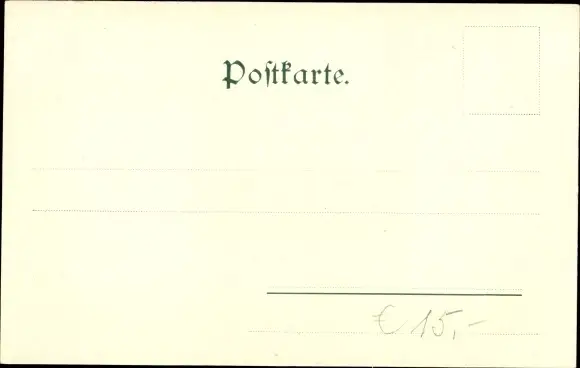 Postkarte.
€ 15,-